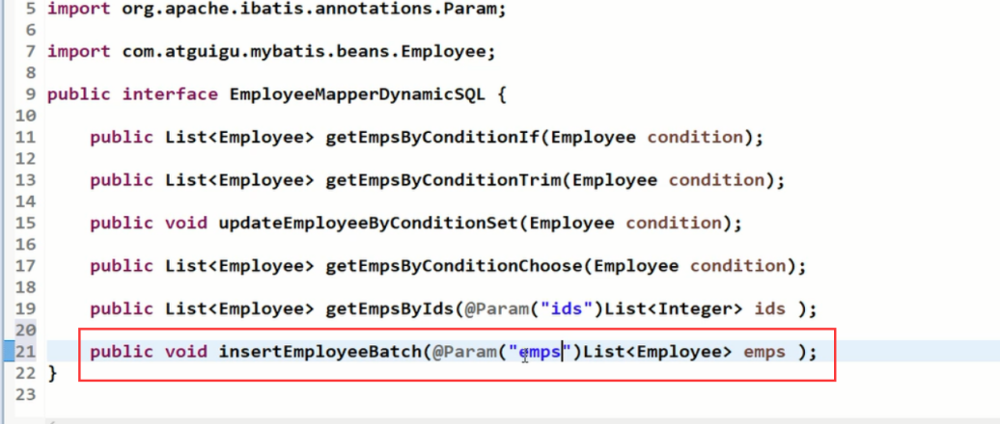 5 import org.apache.ibatis.annotations.Param;
6
7 import com.atguigu.mybatis.beans.Employee;
8
9 public interface EmployeeMapperDynamicSQL {
10
11     public List<Employee> getEmpsByConditionIf(Employee condition);
12
13     public List<Employee> getEmpsByConditionTrim(Employee condition);
14
15     public void updateEmployeeByConditionSet(Employee condition);
16
17     public List<Employee> getEmpsByConditionChoose(Employee condition);
18
19     public List<Employee> getEmpsByIds(@Param("ids")List<Integer> ids );
20
21     public void insertEmployeeBatch(@Param("emps")List<Employee> emps );
22 }
23